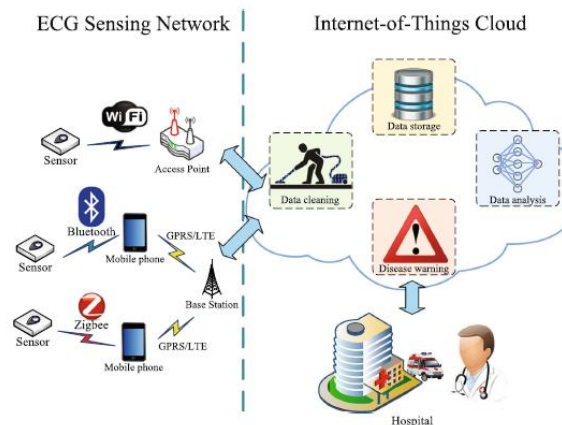 ECG Sensing Network
Internet-of-Things Cloud
WiFi
Sensor
Access Point
Bluetooth
Sensor
Mobile phone
GPRS/LTE
Base Station
Zigbee
Sensor
Mobile phone
GPRS/LTE
Data storage
Data cleaning
Data analysis
Disease warning
Hospital